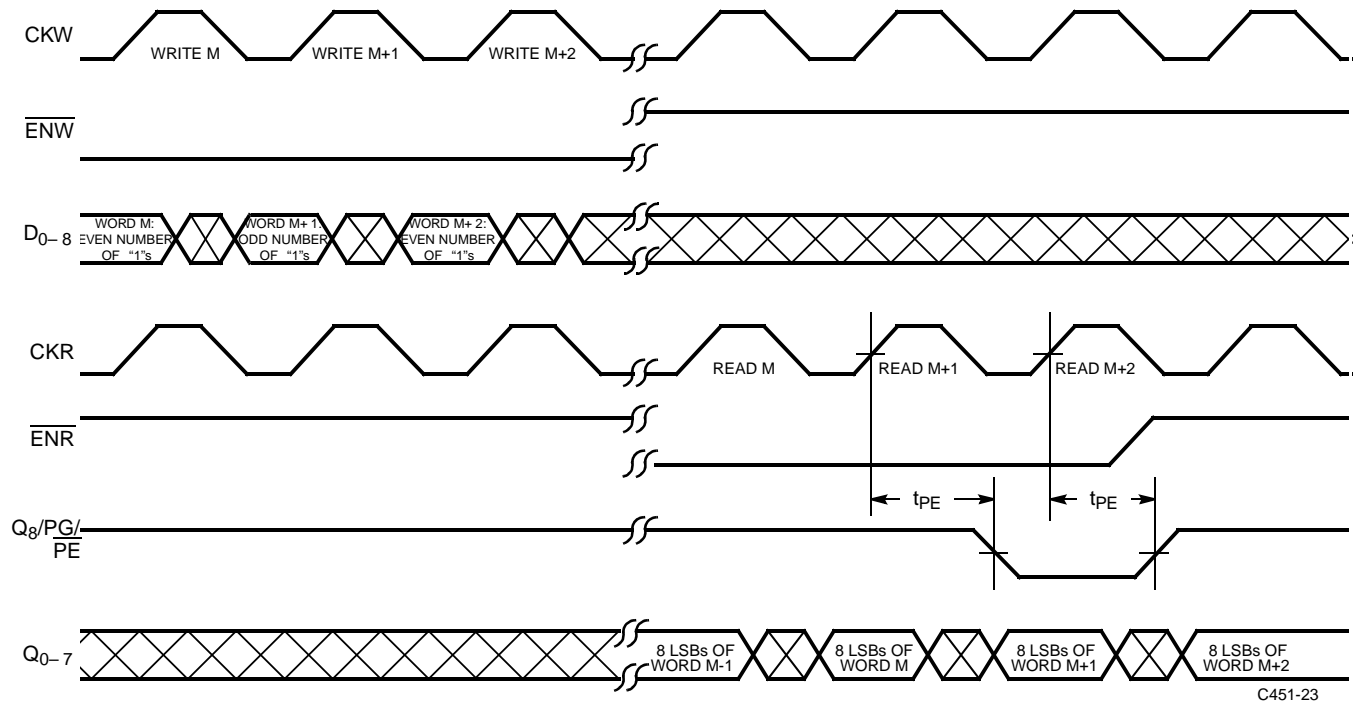 CKW
WRITE M WRITE M+1 WRITE M+2
ENW
D0–8
WORD M: EVEN NUMBER OF "1"s
WORD M+1: ODD NUMBER OF "1"s
WORD M+2: EVEN NUMBER OF "1"s
CKR
READ M READ M+1 READ M+2
ENR
tPE tPE
Q8/PG/
PE
Q0–7
8 LSBs OF WORD M-1
8 LSBs OF WORD M
8 LSBs OF WORD M+1
8 LSBs OF WORD M+2
C451-23